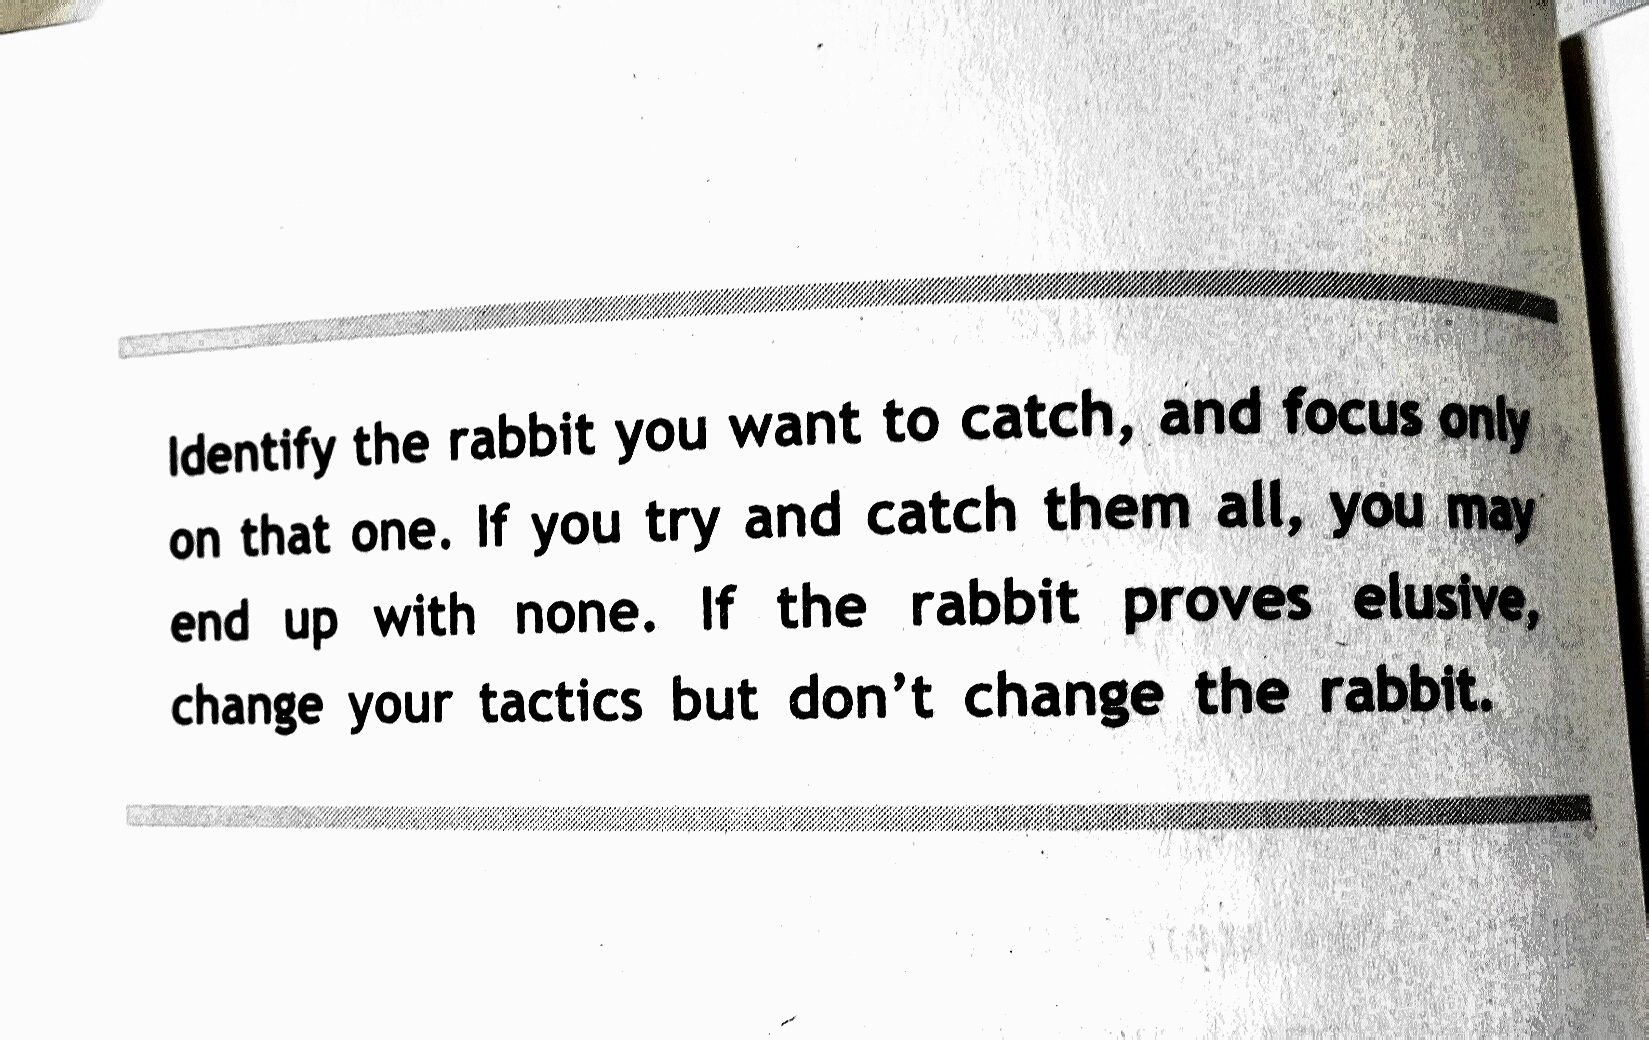 Identify the rabbit you want to catch, and focus only
on that one. If you try and catch them all, you may
end up with none. If the rabbit proves elusive,
change your tactics but don't change the rabbit.